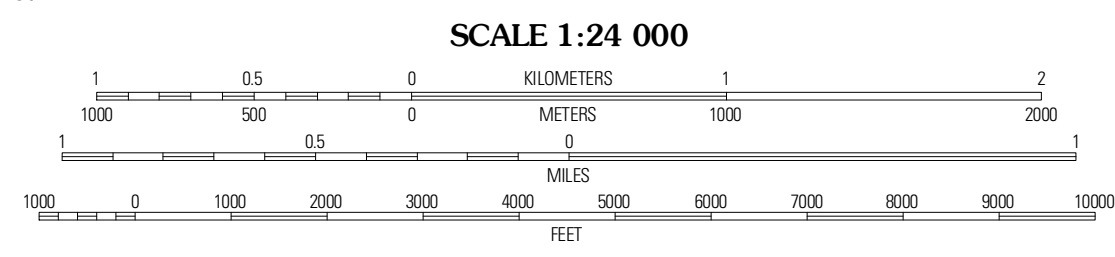 SCALE 1:24 000
1 0.5 0 KILOMETERS 1 2
1000 500 0 METERS 1000 2000
1 0.5 0 1
MILES
1000 0 1000 2000 3000 4000 5000 6000 7000 8000 9000 10000
FEET